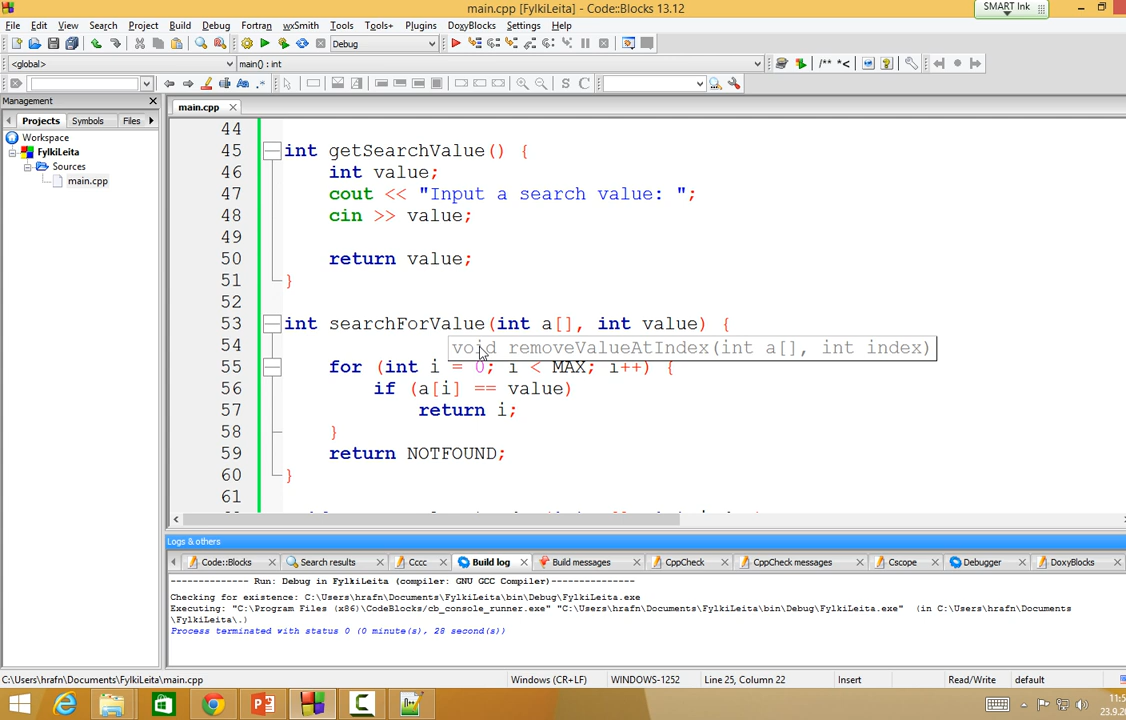 main.cpp [FylkiLeita] - Code::Blocks 13.12
SMART Ink
File Edit View Search Project Build Debug Fortran wxSmith Tools Tools+ Plugins DoxyBlocks Settings Help
Debug
<global> main() : int
/** *<
S C
Management
main.cpp
Projects Symbols Files
Workspace
FylkiLeita
Sources
main.cpp
44
45 int getSearchValue() {
46 int value;
47 cout << "Input a search value: ";
48 cin >> value;
49
50 return value;
51 }
52
53 int searchForValue(int a[], int value) {
54 void removeValueAtIndex(int a[], int index)
55 for (int i = 0; i < MAX; i++) {
56 if (a[i] == value)
57 return i;
58 }
59 return NOTFOUND;
60 }
61
Logs & others
Code::Blocks Search results Cccc Build log Build messages CppCheck CppCheck messages Cscope Debugger DoxyBlocks
-------------- Run: Debug in FylkiLeita (compiler: GNU GCC Compiler)---------------
Checking for existence: C:\Users\hrafn\Documents\FylkiLeita\bin\Debug\FylkiLeita.exe
Executing: "C:\Program Files (x86)\CodeBlocks/cb_console_runner.exe" "C:\Users\hrafn\Documents\FylkiLeita\bin\Debug\FylkiLeita.exe" (in C:\Users\hrafn\Documents
\FylkiLeita\.)
Process terminated with status 0 (0 minute(s), 28 second(s))
C:\Users\hrafn\Documents\FylkiLeita\main.cpp Windows (CR+LF) WINDOWS-1252 Line 25, Column 22 Insert Read/Write default